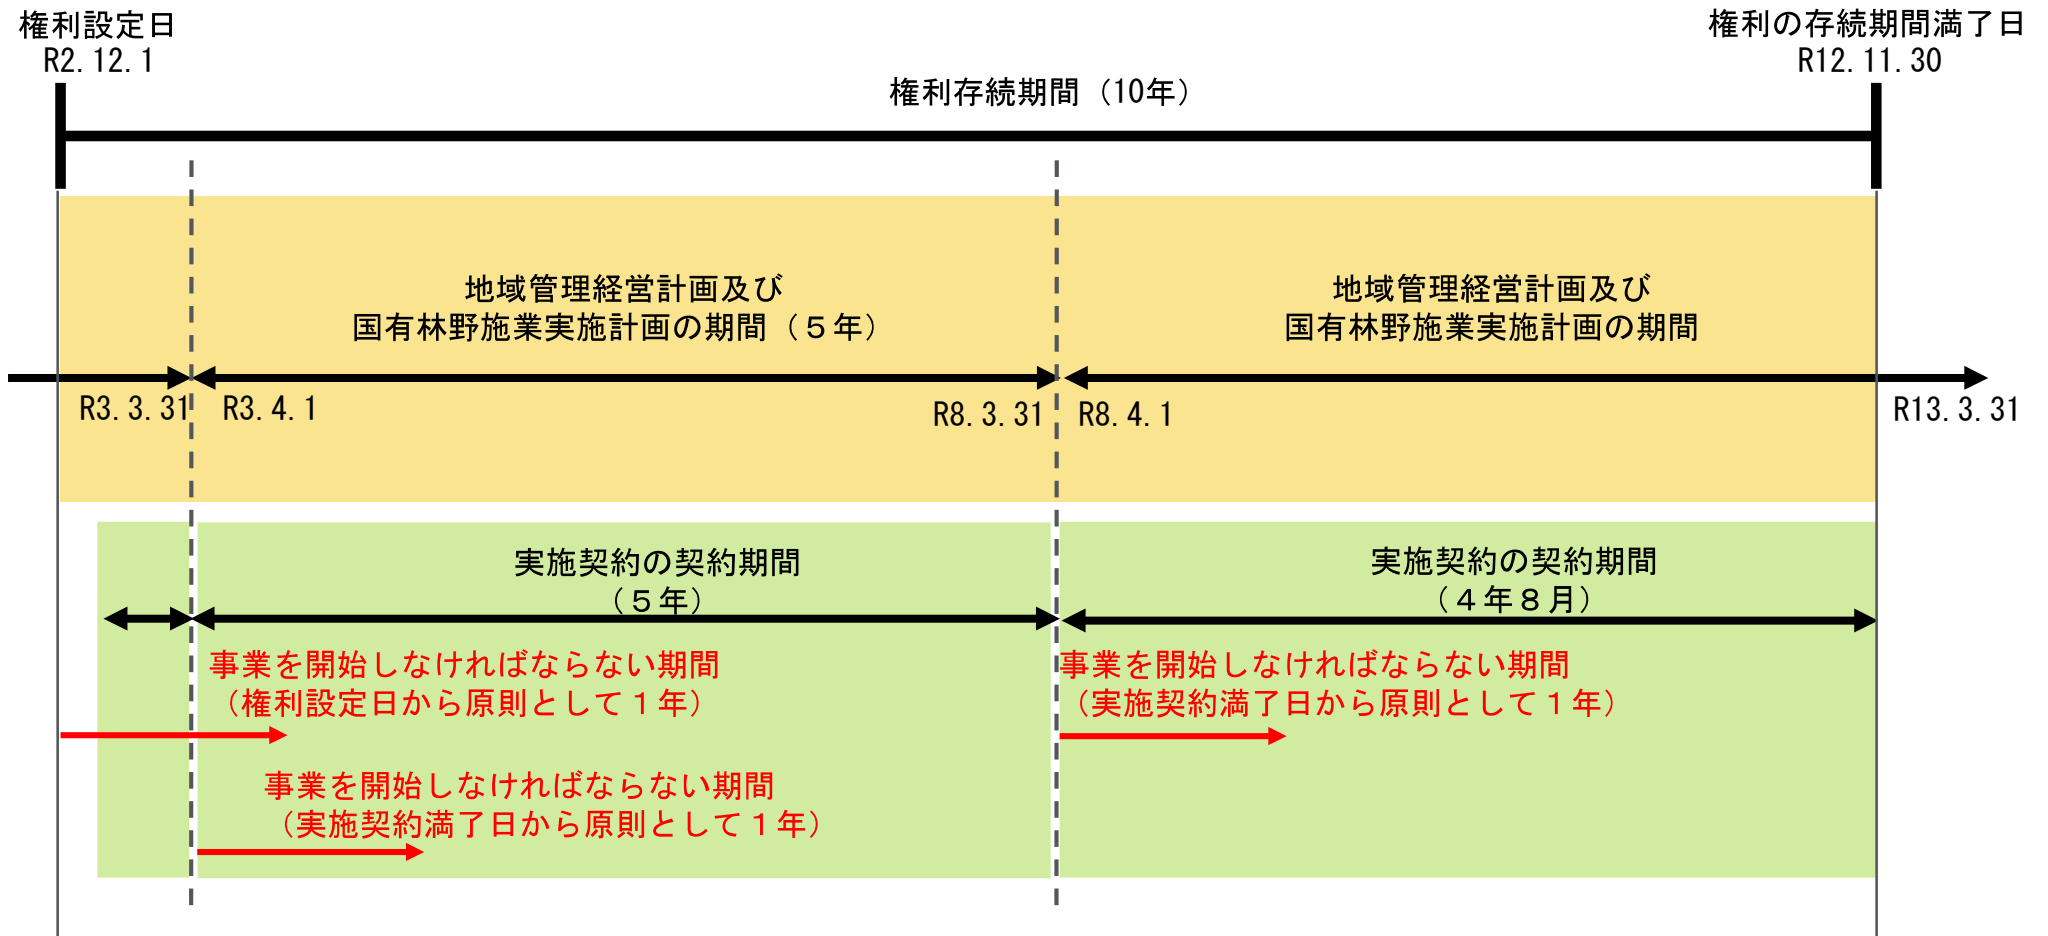 権利設定日
R2.12.1
権利の存続期間満了日
R12.11.30
権利存続期間（10年）
地域管理経営計画及び
国有林野施業実施計画の期間（５年）
地域管理経営計画及び
国有林野施業実施計画の期間
R3.3.31
R3.4.1
R8.3.31
R8.4.1
R13.3.31
実施契約の契約期間
（５年）
実施契約の契約期間
（４年８月）
事業を開始しなければならない期間
（権利設定日から原則として１年）
事業を開始しなければならない期間
（実施契約満了日から原則として１年）
事業を開始しなければならない期間
（実施契約満了日から原則として１年）